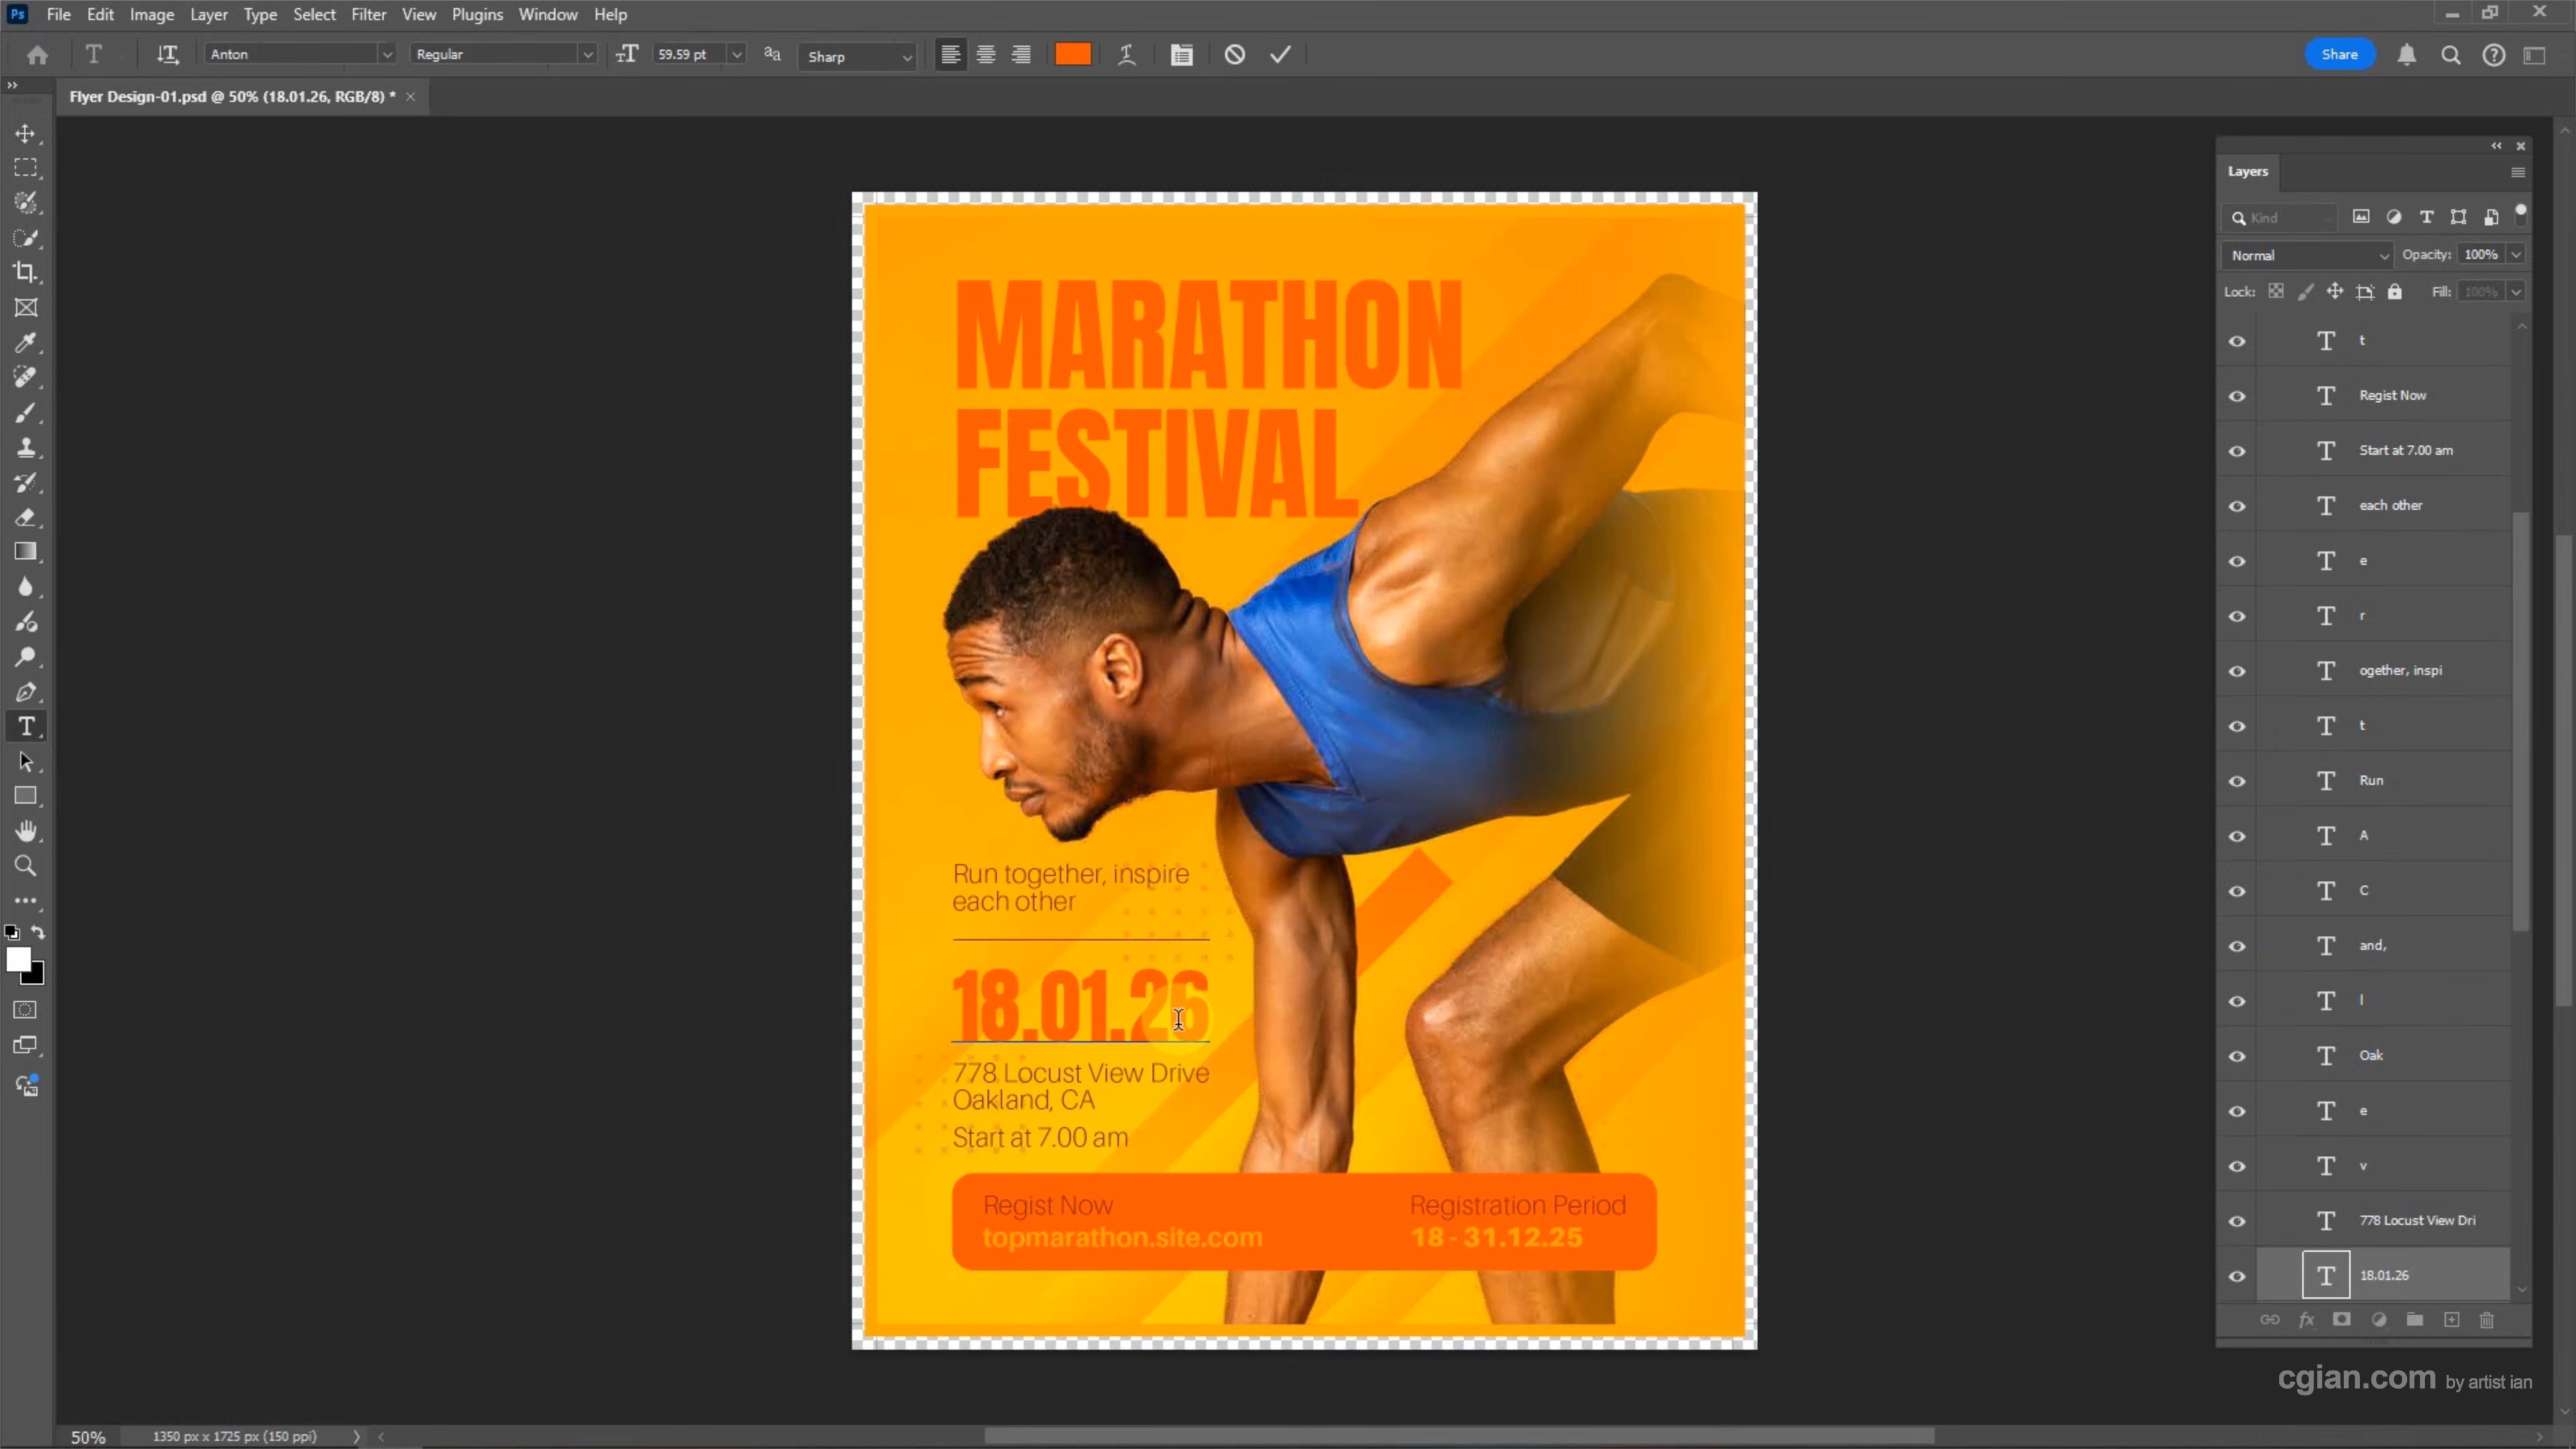 Ps File Edit Image Layer Type Select Filter View Plugins Window Help
Anton Regular 59.59 pt Sharp Share
Flyer Design-01.psd @ 50% (18.01.26, RGB/8) *
Layers
Kind
Normal Opacity: 100%
Lock: Fill: 100%
t
Regist Now
Start at 7.00 am
each other
e
r
ogether, inspi
t
Run
A
C
and,
l
Oak
e
v
778 Locust View Dri
18.01.26
MARATHON
FESTIVAL
Run together, inspire
each other
18.01.26
778 Locust View Drive
Oakland, CA
Start at 7.00 am
Regist Now
topmarathon.site.com
Registration Period
18 - 31.12.25
cgian.com by artist ian
50% 1350 px x 1725 px (150 ppi)